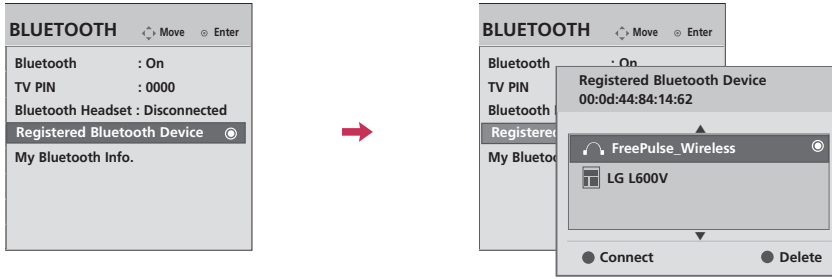 BLUETOOTH Move Enter
Bluetooth : On
TV PIN : 0000
Bluetooth Headset : Disconnected
Registered Bluetooth Device
My Bluetooth Info.
BLUETOOTH Move Enter
Bluetooth : On
TV PIN
Bluetooth
Registered
My Bluetoo
Registered Bluetooth Device
00:0d:44:84:14:62
FreePulse_Wireless
LG L600V
Connect Delete